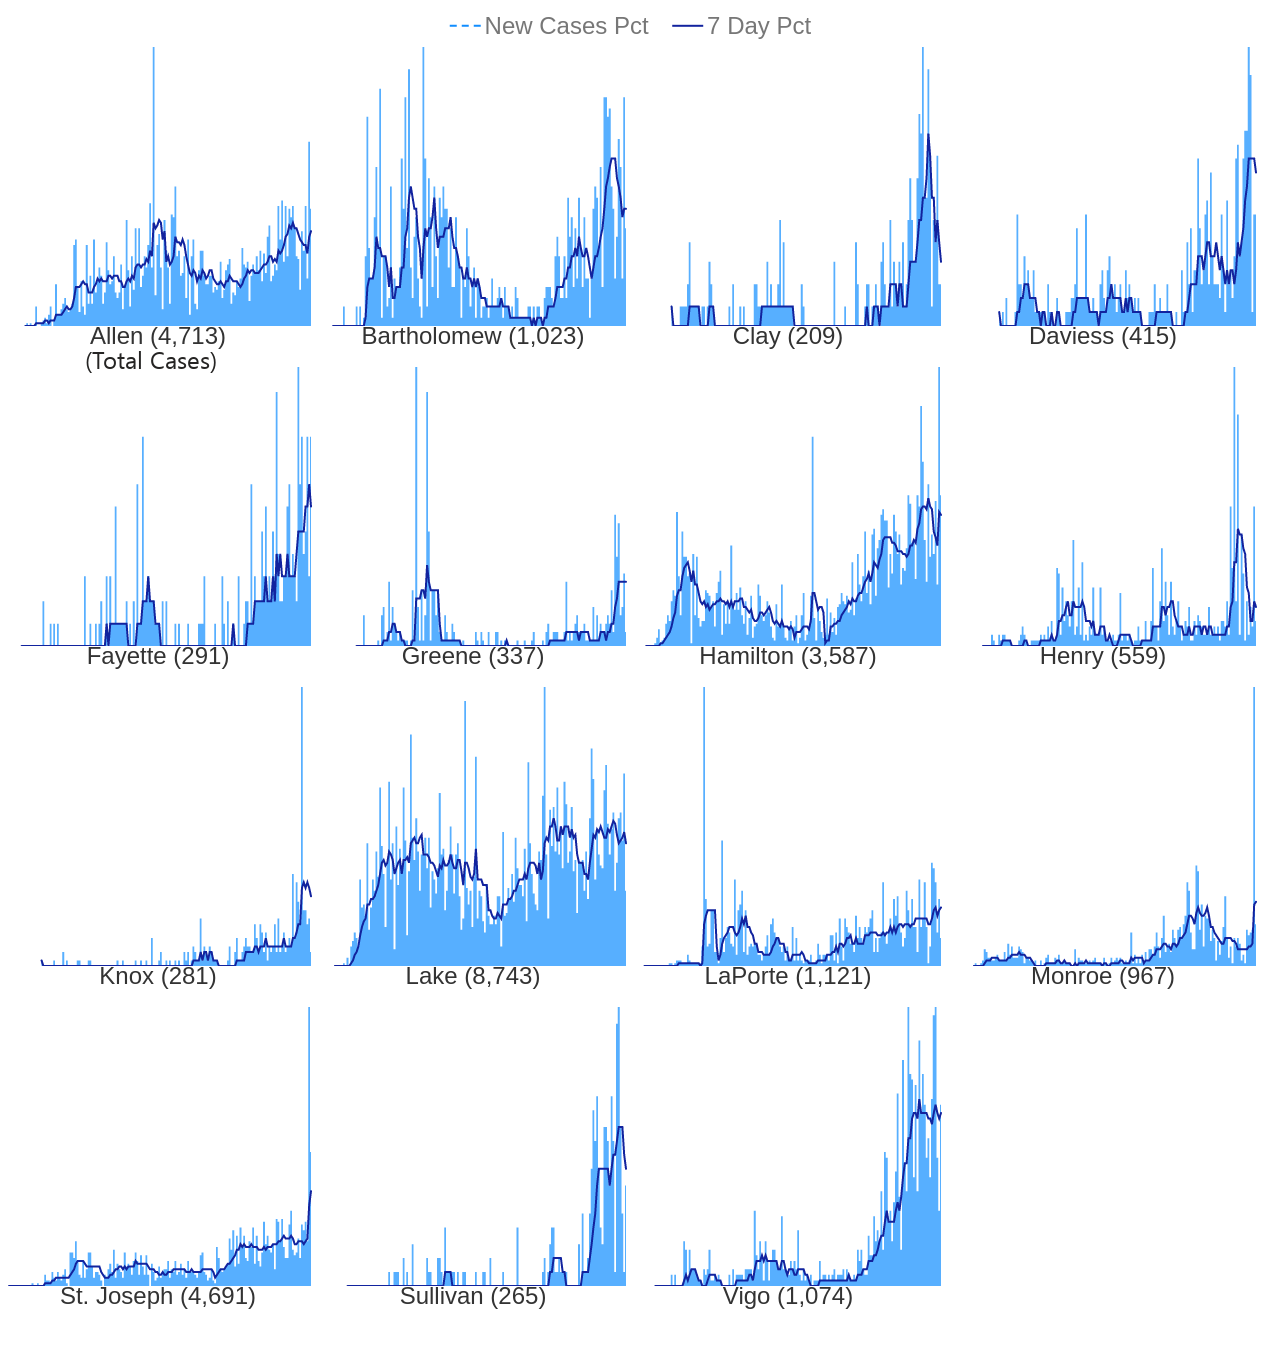 New Cases Pct 7 Day Pct
Allen (4,713) Bartholomew (1,023) Clay (209) Daviess (415)
(Total Cases)
Fayette (291) Greene (337) Hamilton (3,587) Henry (559)
Knox (281) Lake (8,743) LaPorte (1,121) Monroe (967)
St. Joseph (4,691) Sullivan (265) Vigo (1,074)